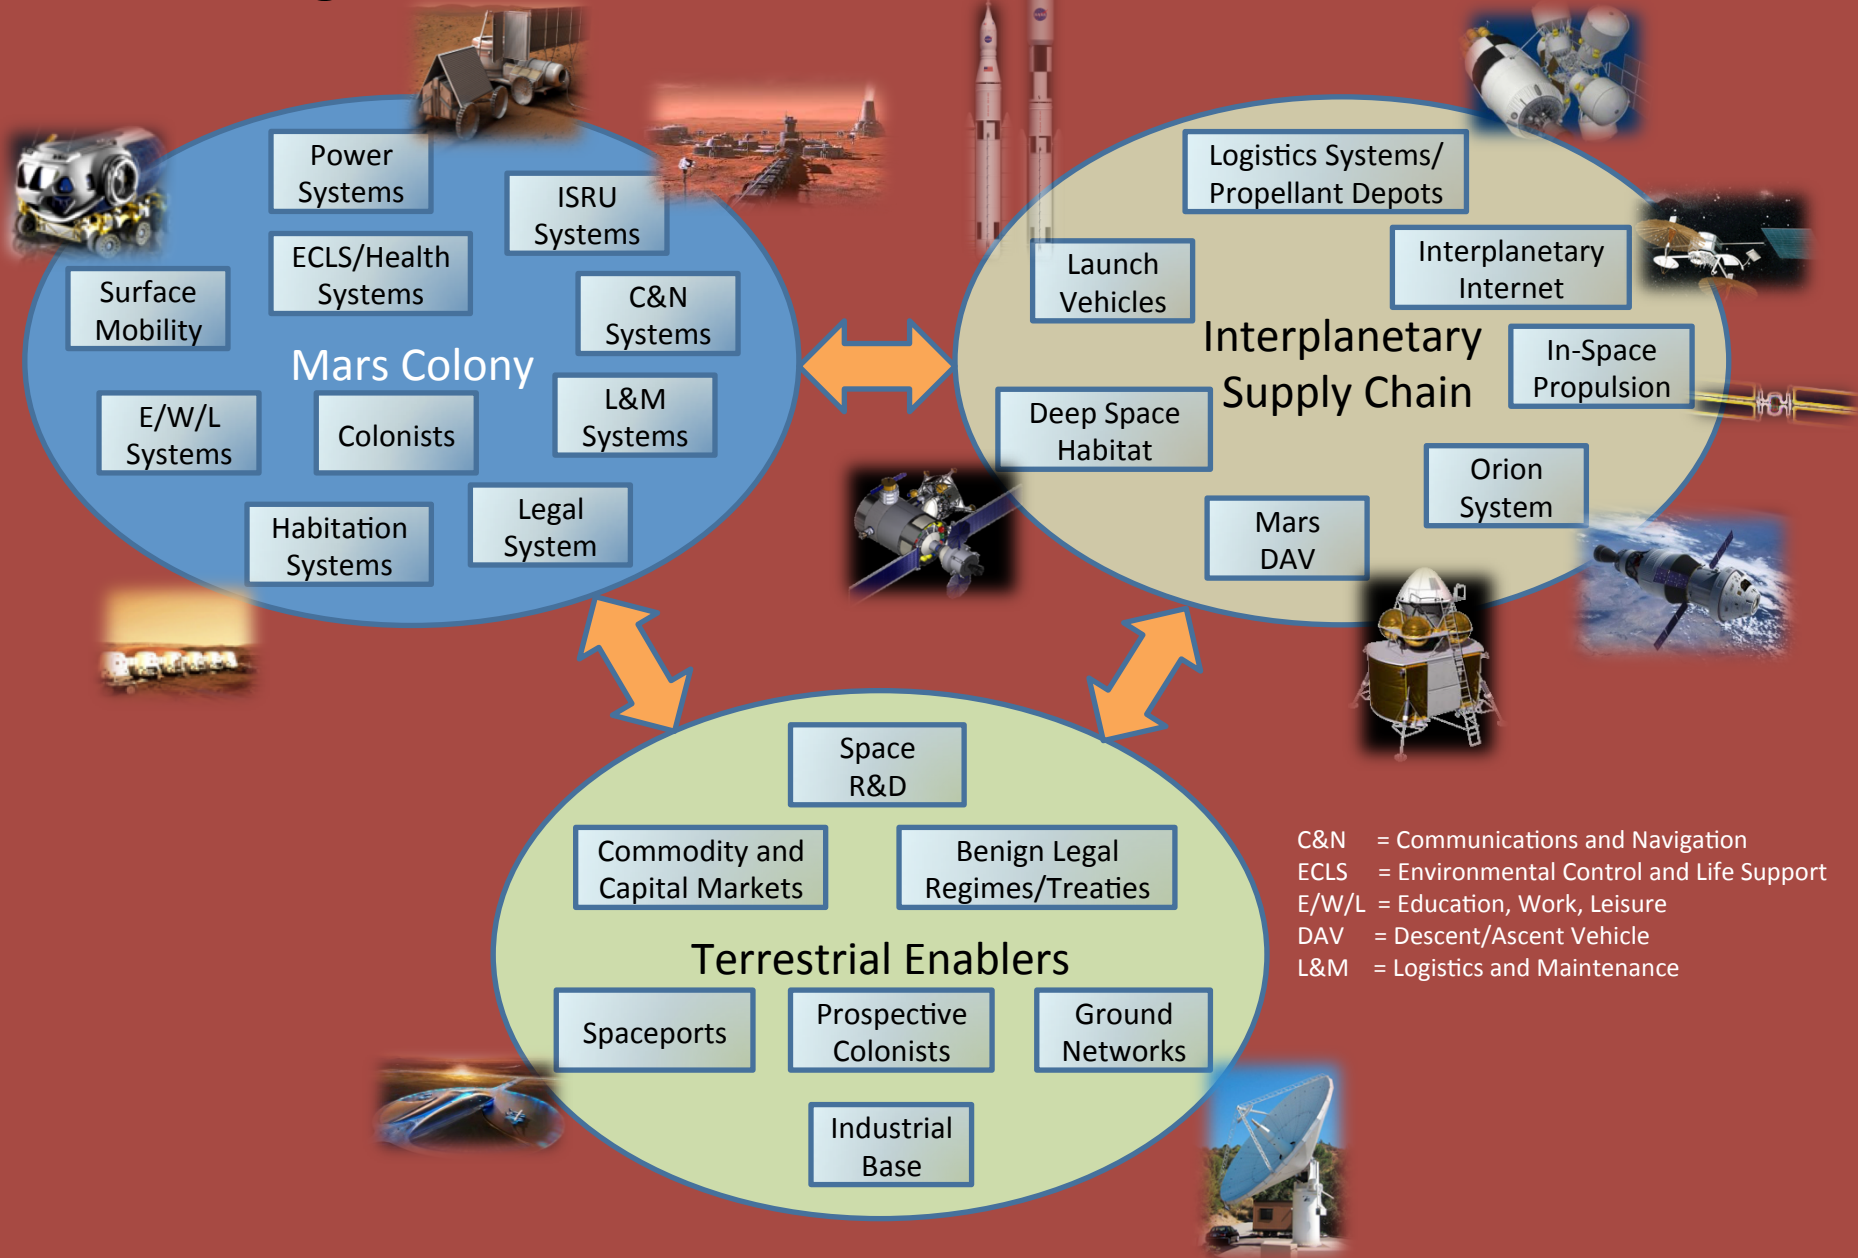 Power
Systems
ISRU
Systems
ECLS/Health
Systems
Surface
Mobility
C&N
Systems
Mars Colony
E/W/L
Systems
Colonists
L&M
Systems
Habitation
Systems
Legal
System
Logistics Systems/
Propellant Depots
Launch
Vehicles
Interplanetary
Internet
Interplanetary
Supply Chain
In-Space
Propulsion
Deep Space
Habitat
Orion
System
Mars
DAV
Space
R&D
Commodity and
Capital Markets
Benign Legal
Regimes/Treaties
Terrestrial Enablers
Spaceports
Prospective
Colonists
Ground
Networks
Industrial
Base
C&N = Communications and Navigation
ECLS = Environmental Control and Life Support
E/W/L = Education, Work, Leisure
DAV = Descent/Ascent Vehicle
L&M = Logistics and Maintenance